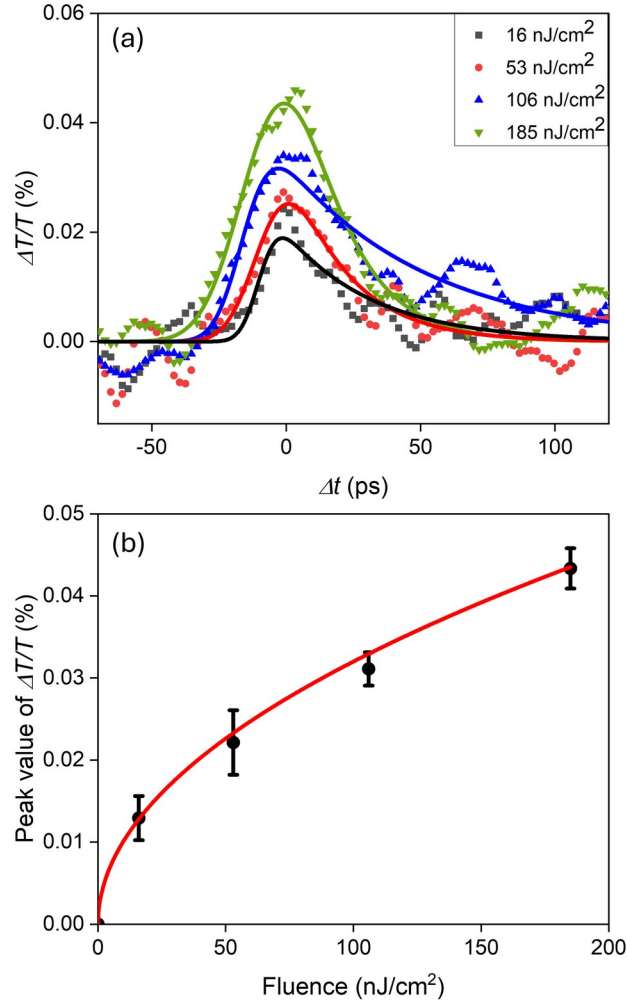 (a)
16 nJ/cm²
53 nJ/cm²
106 nJ/cm²
185 nJ/cm²
0.06
0.04
0.02
0.00
ΔT/T (%)
-50 0 50 100
Δt (ps)
(b)
0.05
0.04
0.03
0.02
0.01
0.00
Peak value of ΔT/T (%)
0 50 100 150 200
Fluence (nJ/cm²)